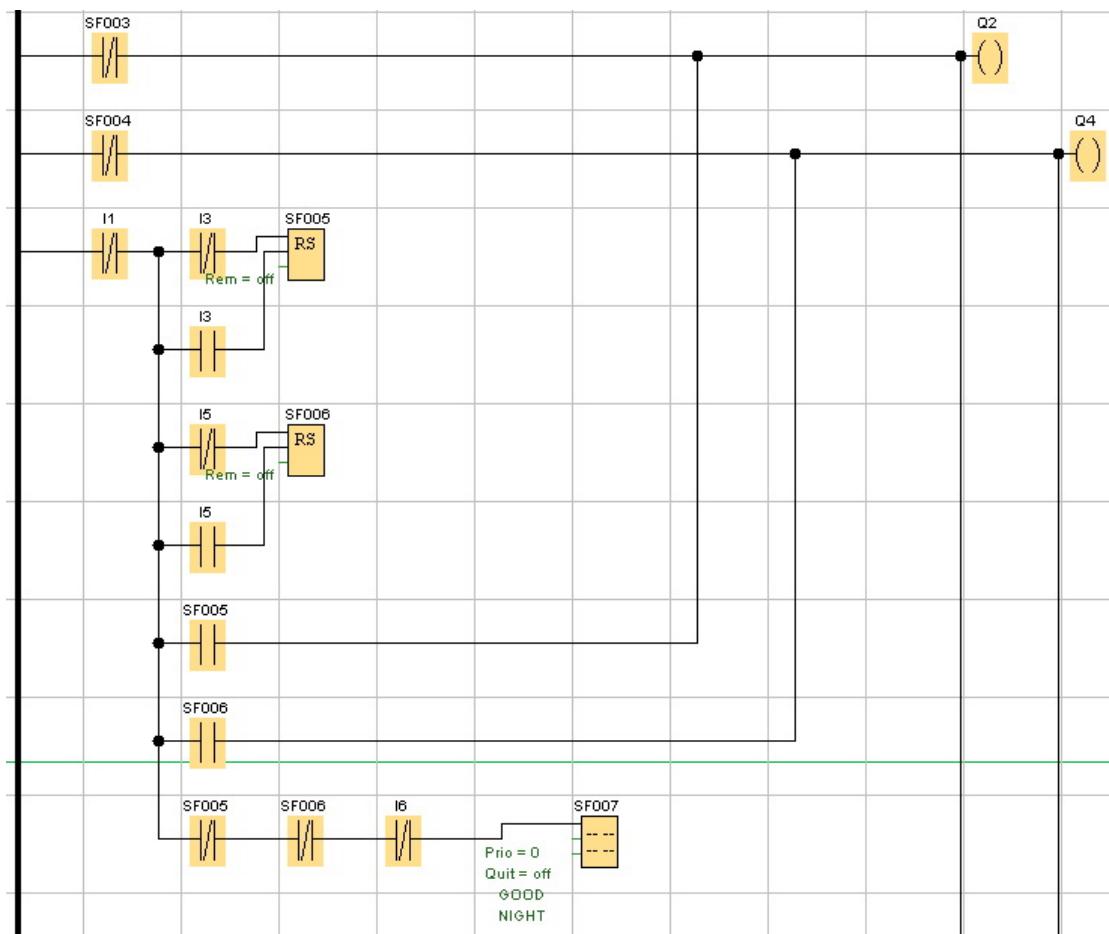 SF003
Q2
SF004
Q4
I1
I3
SF005
RS
Rem = off
I3
I5
SF006
RS
Rem = off
I5
SF005
SF006
SF005
SF006
I6
SF007
Prio = 0
Quit = off
GOOD
NIGHT